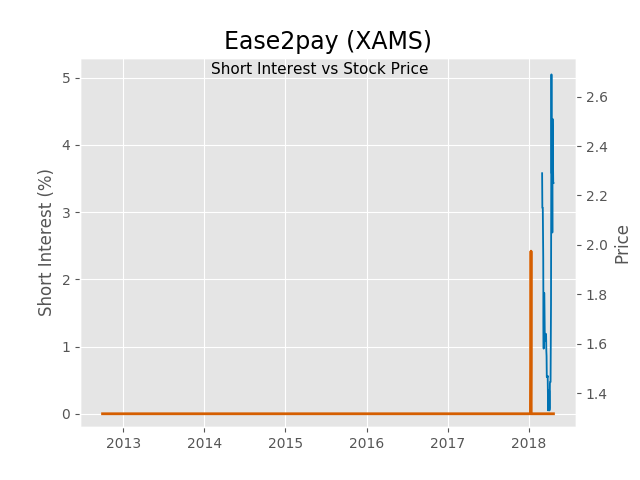 Ease2pay (XAMS)
Short Interest vs Stock Price
Short Interest (%)
5
4
3
2
1
0
2.6
2.4
2.2
2.0
1.8
1.6
1.4
Price
2013 2014 2015 2016 2017 2018